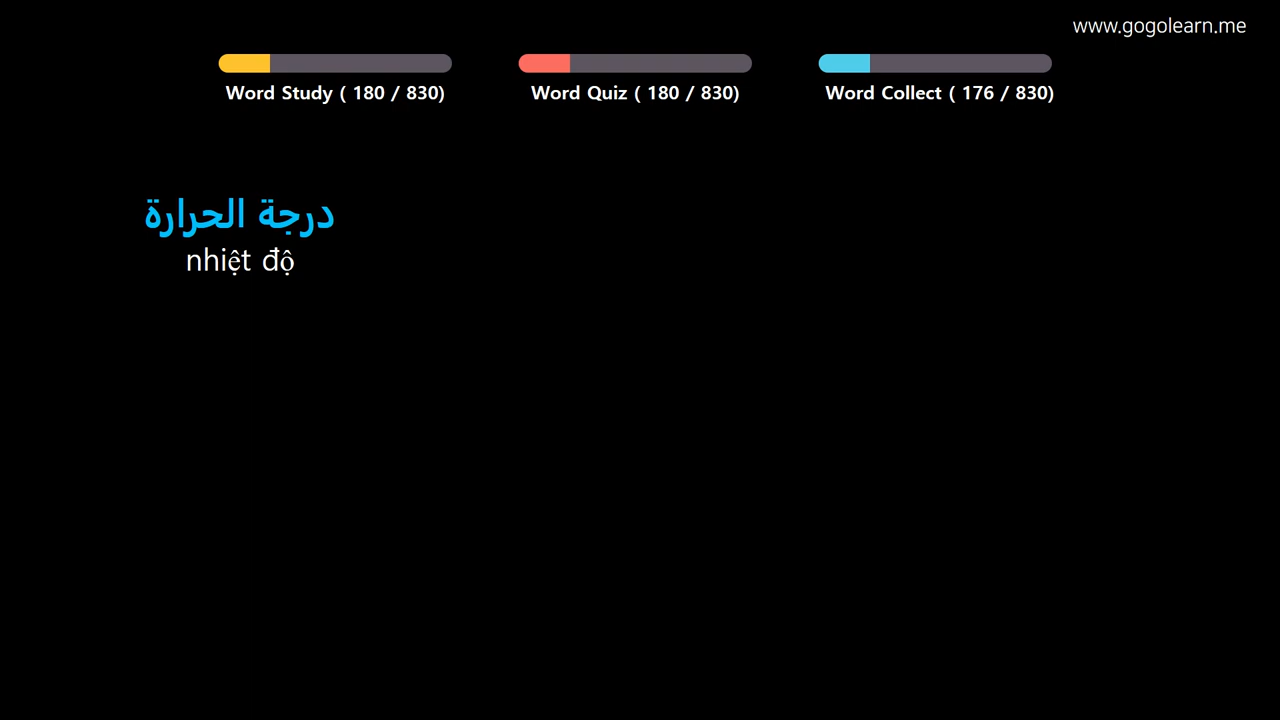 www.gogolearn.me
Word Study ( 180 / 830)
Word Quiz ( 180 / 830)
Word Collect ( 176 / 830)
درجة الحرارة
nhiệt độ